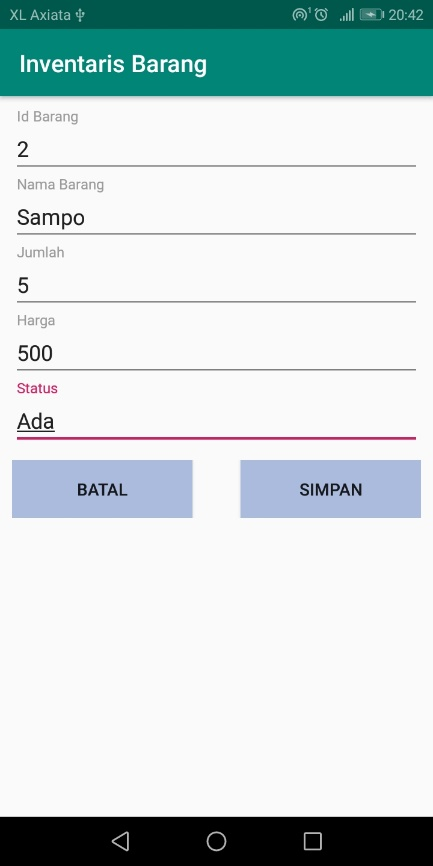 XL Axiata
1
20:42
Inventaris Barang
Id Barang
2
Nama Barang
Sampo
Jumlah
5
Harga
500
Status
Ada
BATAL
SIMPAN